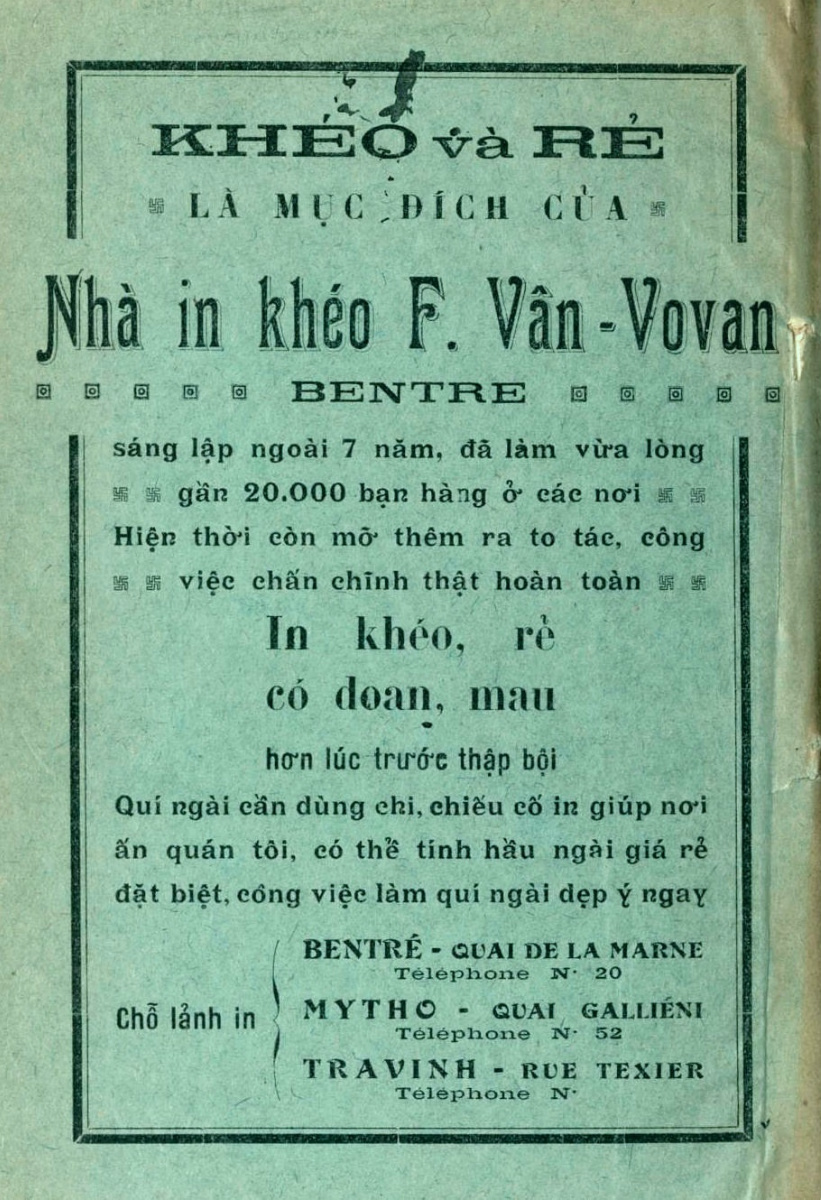 KHÉO và RẺ
LÀ MỤC ĐÍCH CỦA
Nhà in khéo F. Vân - Vovan
BENTRE
sáng lập ngoài 7 năm, đã làm vừa lòng
gần 20.000 bạn hàng ở các nơi
Hiện thời còn mỡ thêm ra to tác, công
việc chấn chĩnh thật hoàn toàn
In khéo, rẻ
có doạn, mau
hơn lúc trước thập bội
Quí ngài cần dùng chi, chiếu cố in giúp nơi
ấn quán tôi, có thể tính hầu ngài giá rẻ
đặt biệt, công việc làm quí ngài dẹp ý ngay
Chỗ lảnh in
BENTRÉ - QUAI DE LA MARNE
Téléphone N· 20
MYTHO - QUAI GALLIÉNI
Téléphone N· 52
TRAVINH - RUE TEXIER
Téléphone N·